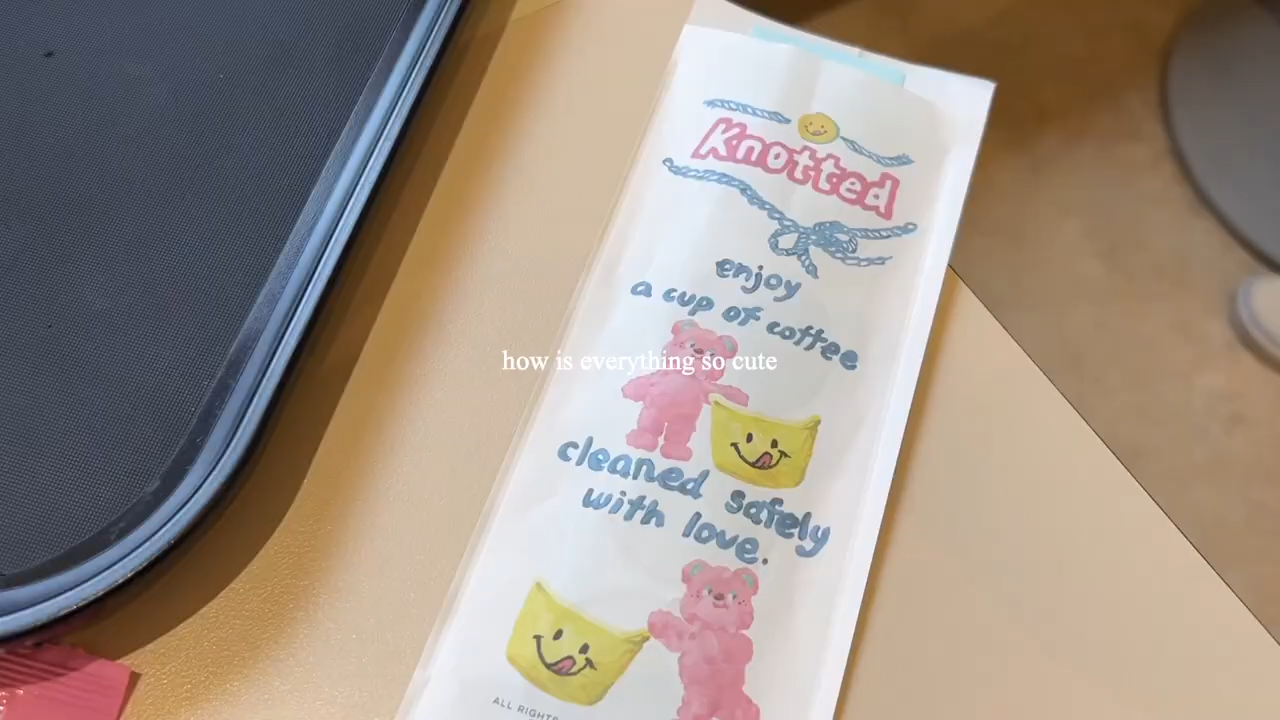 Knotted
enjoy
a cup of coffee
how is everything so cute
cleaned safely
with love.
ALL RIGHTS